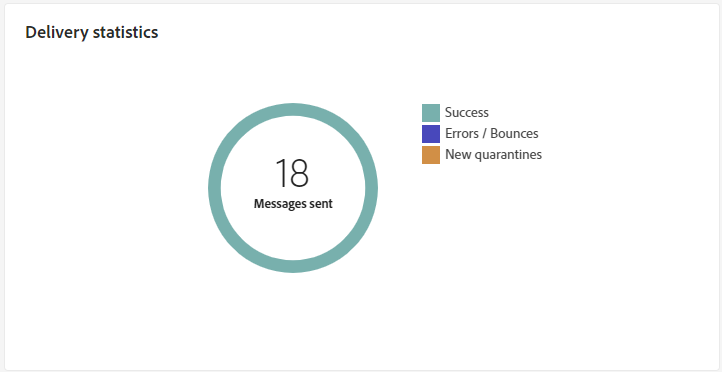 Delivery statistics
18
Messages sent
Success
Errors / Bounces
New quarantines